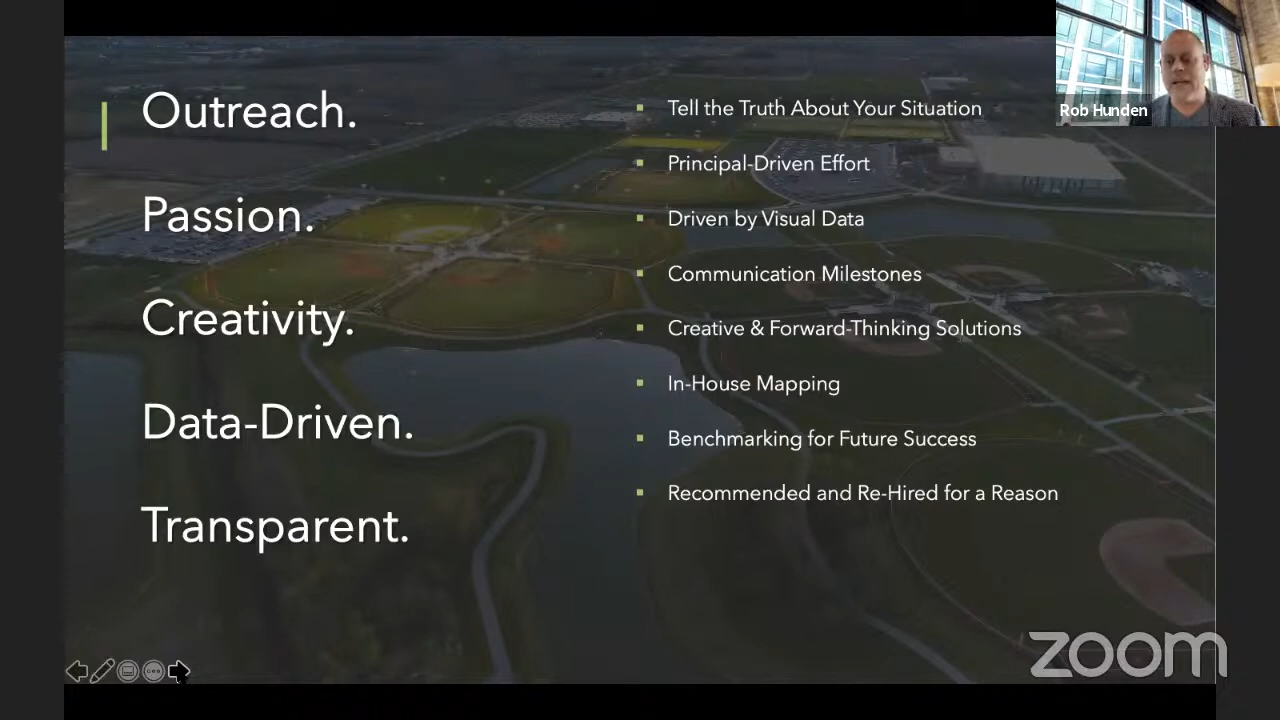 Outreach.
Passion.
Creativity.
Data-Driven.
Transparent.
Tell the Truth About Your Situation
Principal-Driven Effort
Driven by Visual Data
Communication Milestones
Creative & Forward-Thinking Solutions
In-House Mapping
Benchmarking for Future Success
Recommended and Re-Hired for a Reason
Rob Hunden
zoom